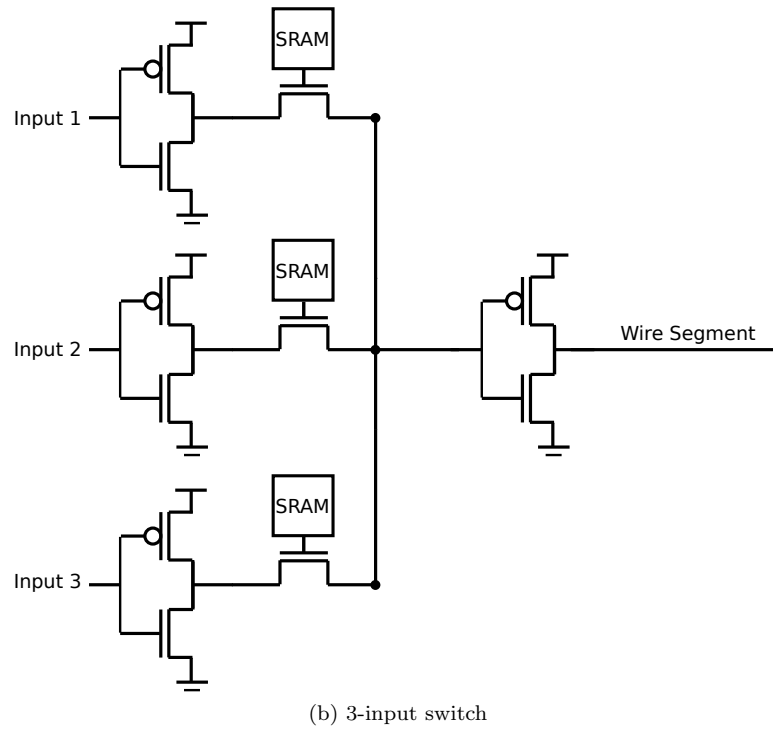 SRAM
Input 1
SRAM
Input 2
Wire Segment
SRAM
Input 3
(b) 3-input switch